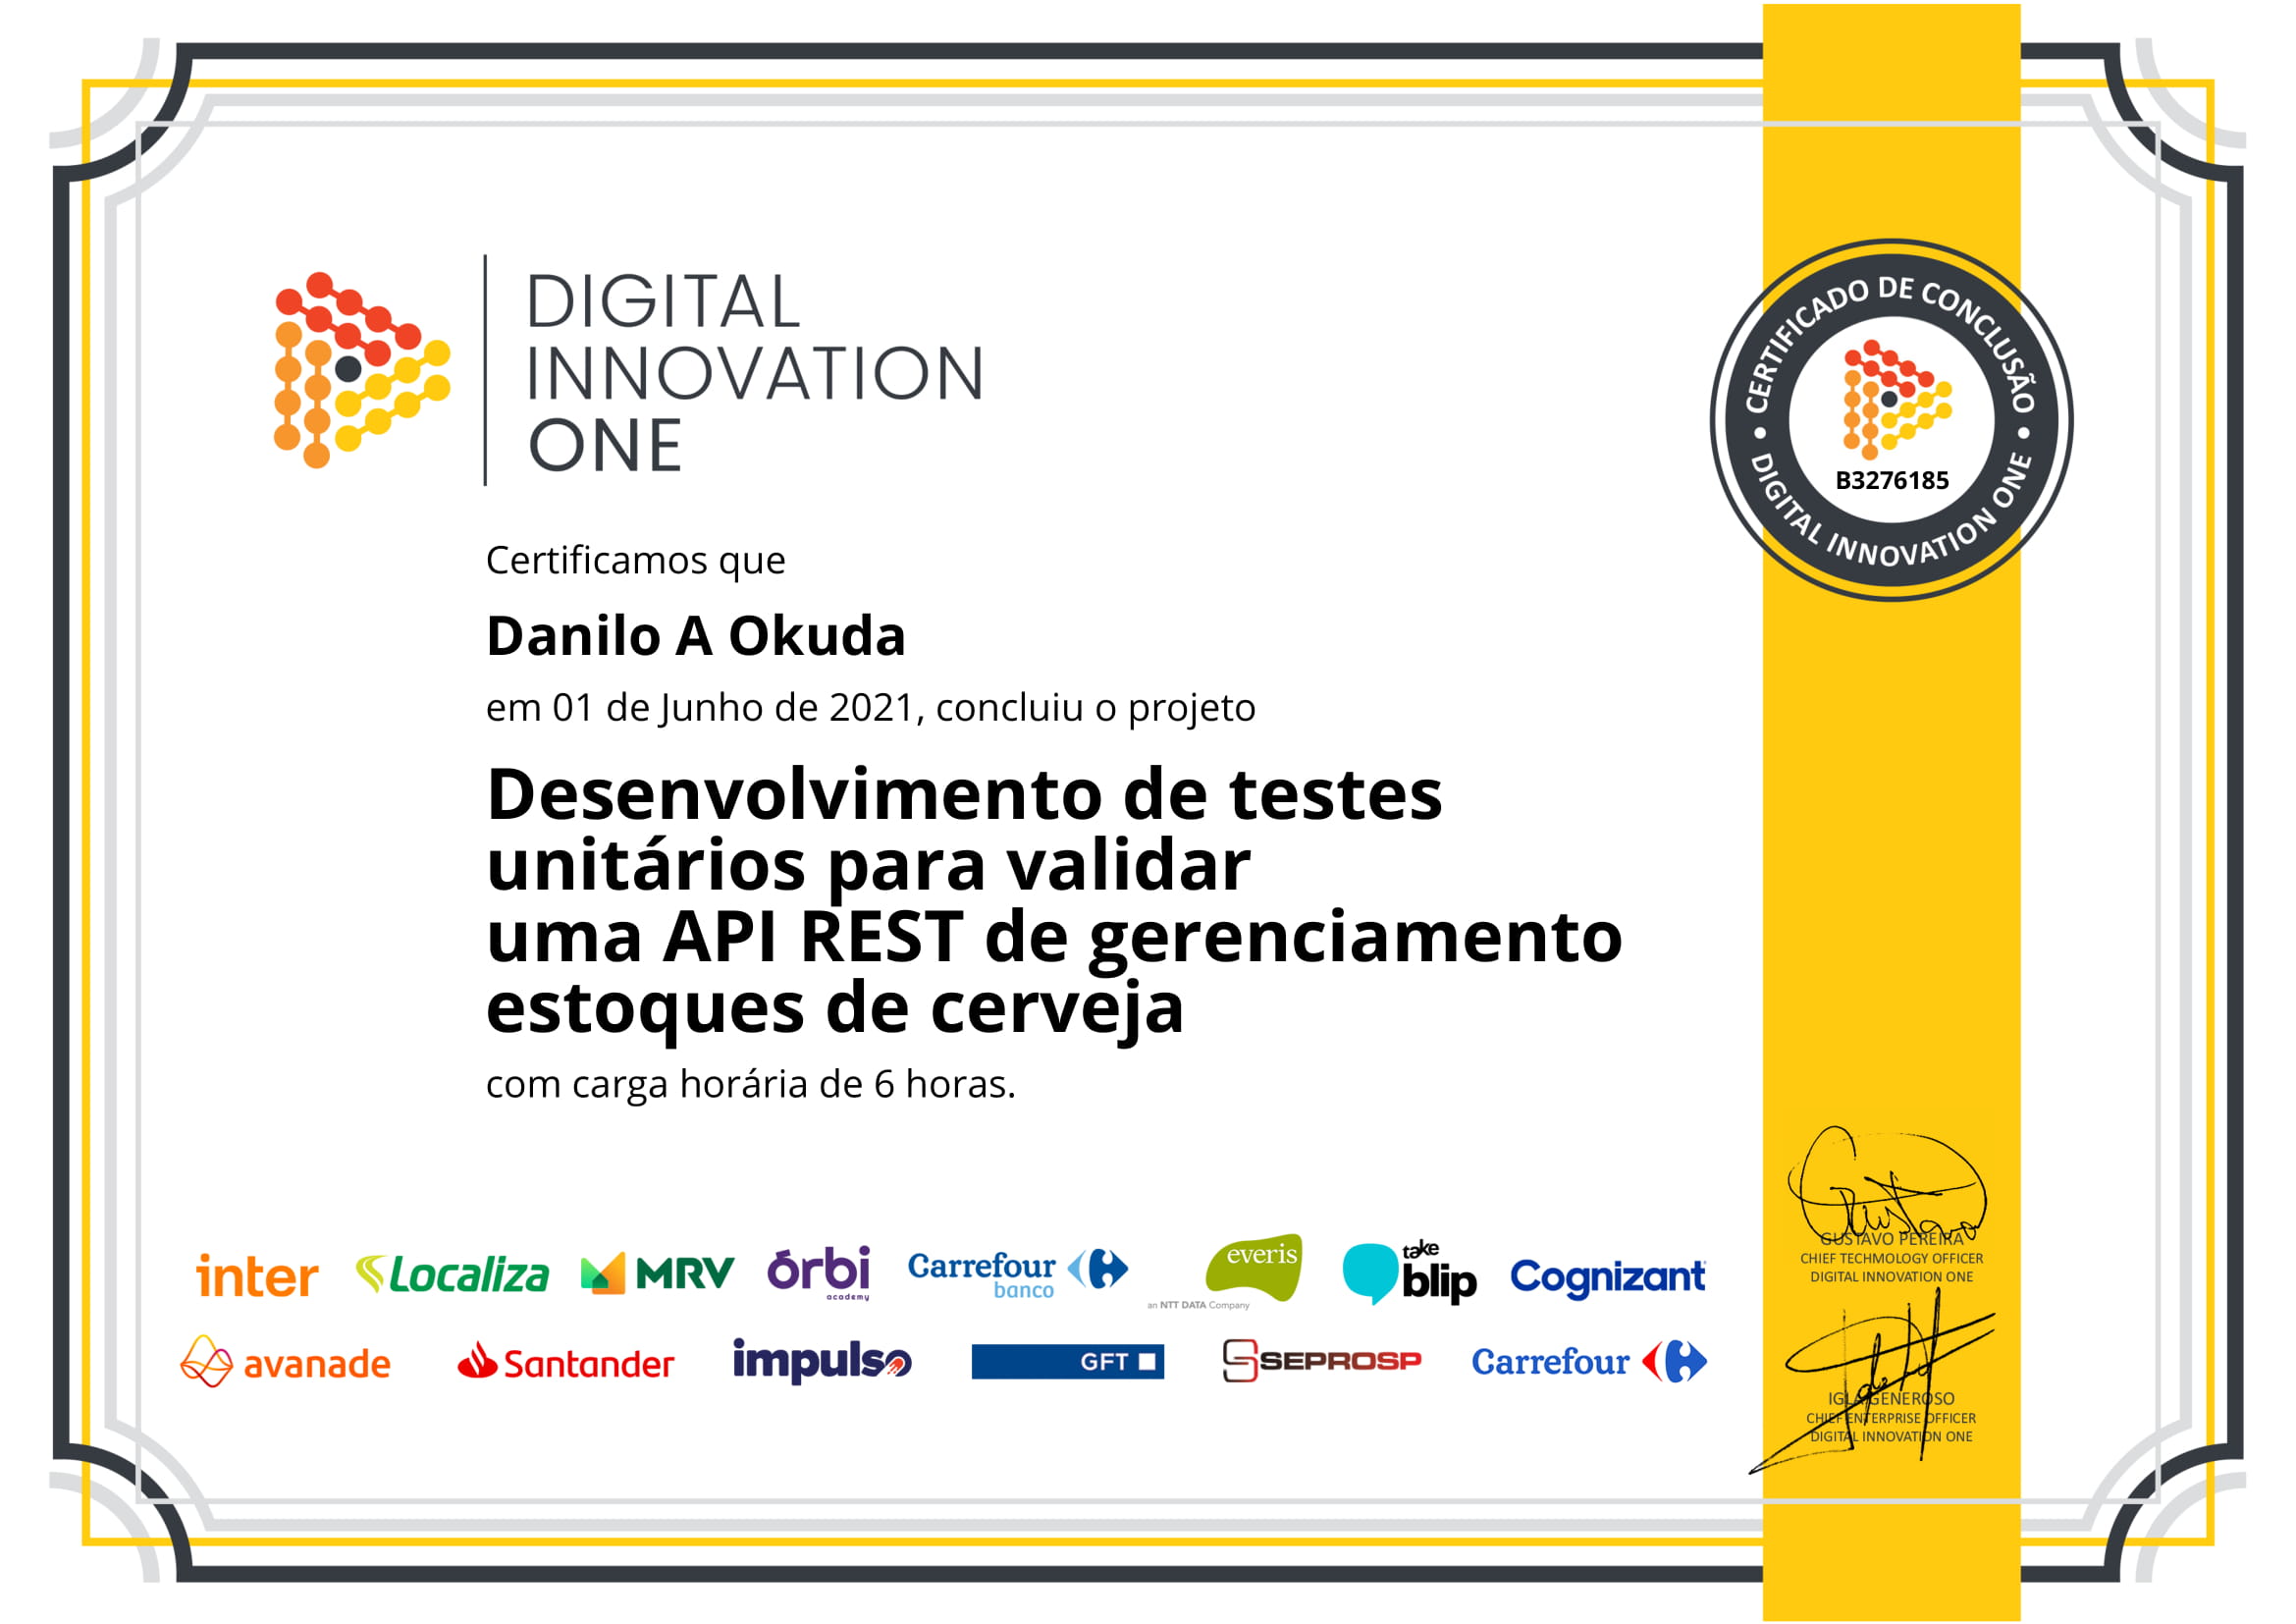 DIGITAL
INNOVATION
ONE
CERTIFICADO DE CONCLUSÃO
B3276185
DIGITAL INNOVATION ONE
Certificamos que
Danilo A Okuda
em 01 de Junho de 2021, concluiu o projeto
Desenvolvimento de testes
unitários para validar
uma API REST de gerenciamento
estoques de cerveja
com carga horária de 6 horas.
inter Localiza MRV órbi academy Carrefour banco everis an NTT DATA Company take blip Cognizant
avanade Santander impulso GFT SEPROSP Carrefour
Gustavo
GUSTAVO PEREIRA
CHIEF TECHMOLOGY OFFICER
DIGITAL INNOVATION ONE
IGLA GENEROSO
CHIEF ENTERPRISE OFFICER
DIGITAL INNOVATION ONE